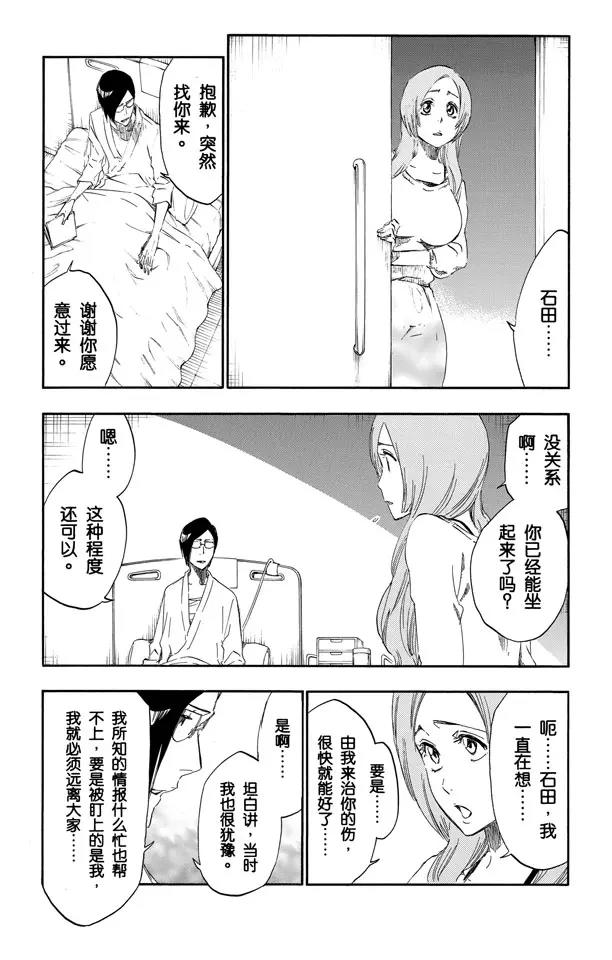 石田……
抱歉，突然
找你来。
谢谢你愿
意过来。
没关系
啊……
你已经能坐
起来了吗？
嗯……
这种程度
还可以。
呃……石田，我
一直在想……
要是……
由我来治你的伤，
很快就能好了……
是啊……
坦白讲，当时
我也很犹豫。
我所知的情报什么忙也帮
不上，要是被盯上的是我，
我就必须远离大家……